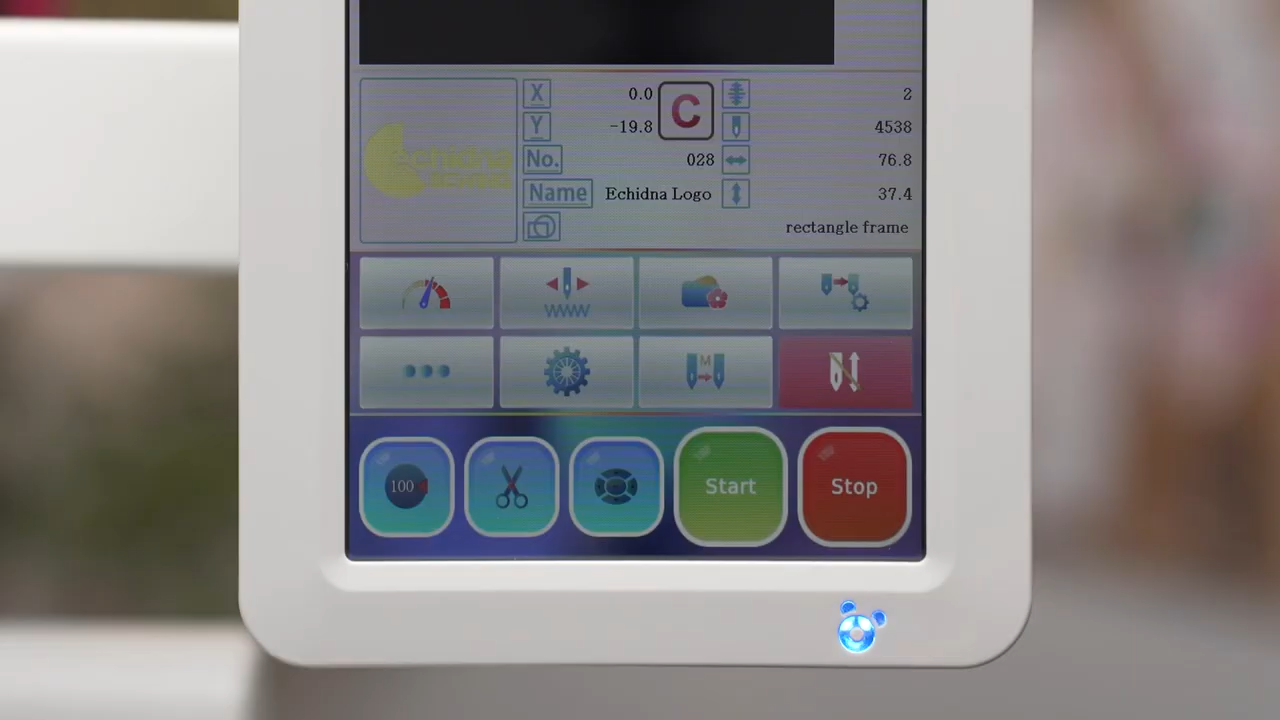 X 0.0 C 2
Y -19.8 4538
No. 028 76.8
Name Echidna Logo 37.4
rectangle frame
echidna
M
100 Start Stop